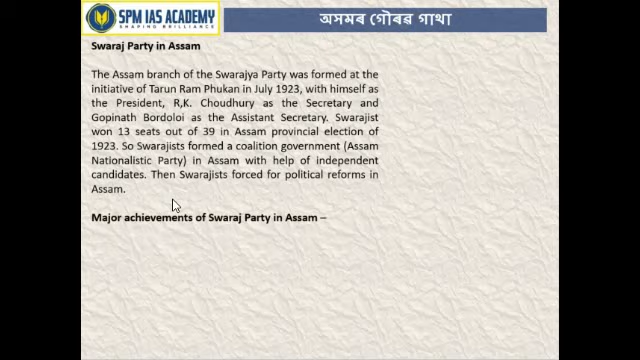 SPM IAS ACADEMY
SHAPING BRILLIANCE
অসমৰ গৌৰৱ গাথা
Swaraj Party in Assam
The Assam branch of the Swarajya Party was formed at the
initiative of Tarun Ram Phukan in July 1923, with himself as
the President, R,K. Choudhury as the Secretary and
Gopinath Bordoloi as the Assistant Secretary. Swarajist
won 13 seats out of 39 in Assam provincial election of
1923. So Swarajists formed a coalition government (Assam
Nationalistic Party) in Assam with help of independent
candidates. Then Swarajists forced for political reforms in
Assam.
Major achievements of Swaraj Party in Assam –